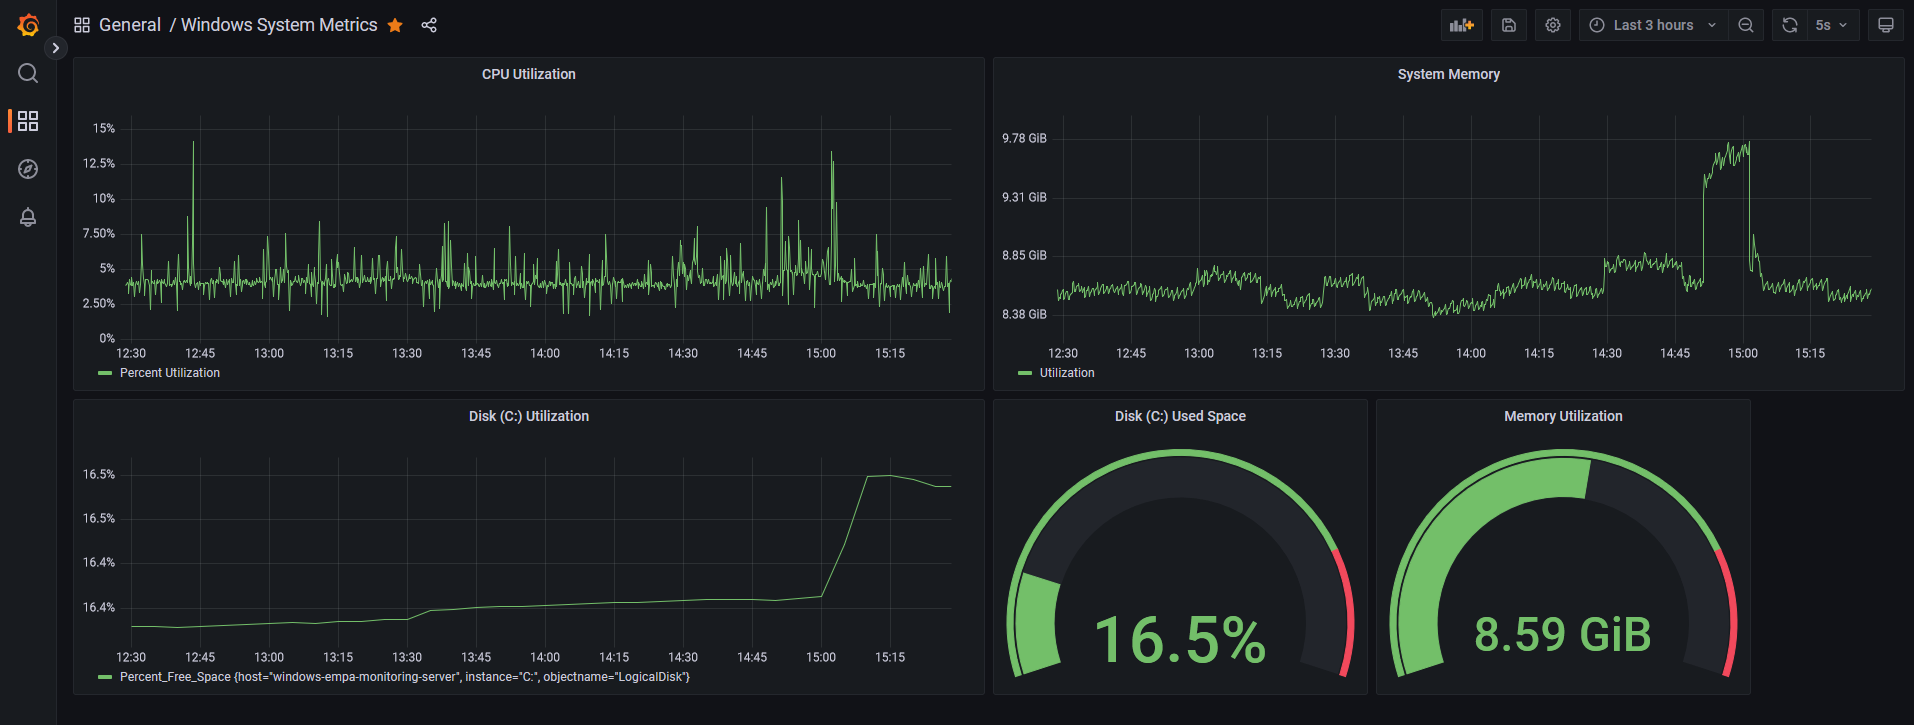 General / Windows System Metrics
Last 3 hours
5s
CPU Utilization
15%
12.5%
10%
7.50%
5%
2.50%
0%
12:30 12:45 13:00 13:15 13:30 13:45 14:00 14:15 14:30 14:45 15:00 15:15
Percent Utilization
System Memory
9.78 GiB
9.31 GiB
8.85 GiB
8.38 GiB
12:30 12:45 13:00 13:15 13:30 13:45 14:00 14:15 14:30 14:45 15:00 15:15
Utilization
Disk (C:) Utilization
16.5%
16.5%
16.4%
16.4%
12:30 12:45 13:00 13:15 13:30 13:45 14:00 14:15 14:30 14:45 15:00 15:15
Percent_Free_Space {host="windows-empa-monitoring-server", instance="C:", objectname="LogicalDisk"}
Disk (C:) Used Space
16.5%
Memory Utilization
8.59 GiB